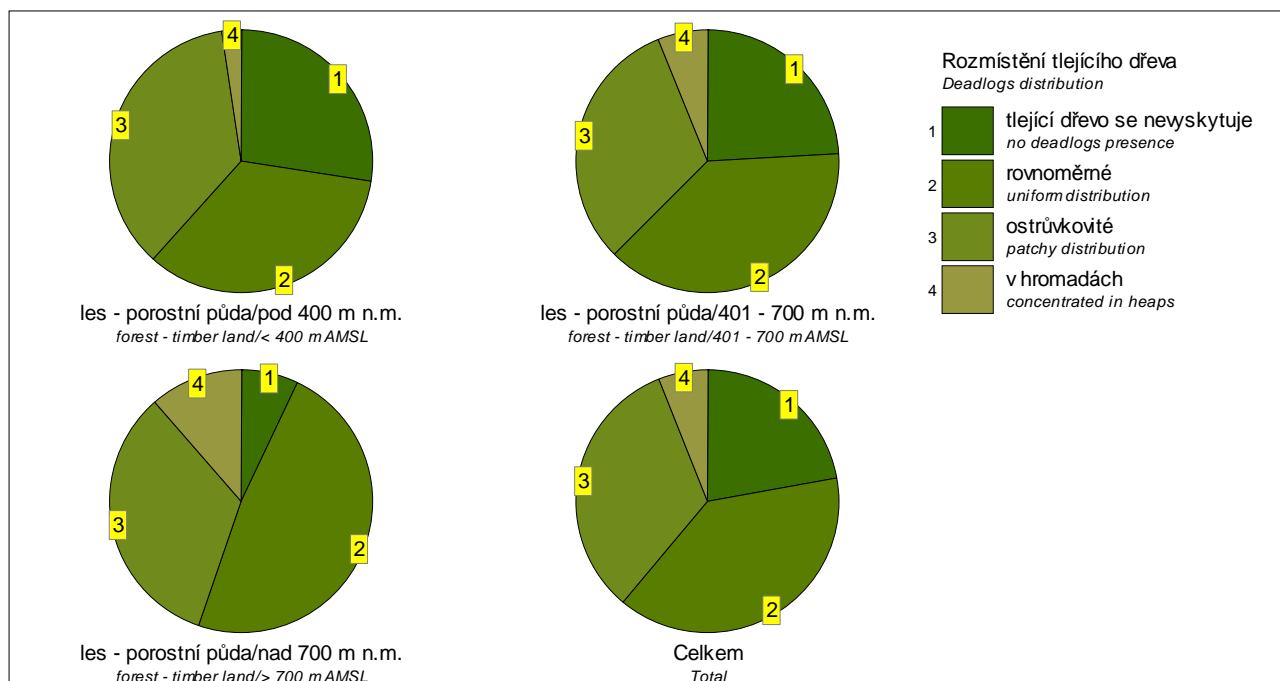 4
1
3
2
les - porostní půda/pod 400 m n.m.
forest - timber land/< 400 m AMSL
4
1
3
2
les - porostní půda/401 - 700 m n.m.
forest - timber land/401 - 700 m AMSL
Rozmístění tlejícího dřeva
Deadlogs distribution
1 tlející dřevo se nevyskytuje
no deadlogs presence
2 rovnoměrné
uniform distribution
3 ostrůvkovité
patchy distribution
4 v hromadách
concentrated in heaps
4
1
3
2
les - porostní půda/nad 700 m n.m.
forest - timber land/> 700 m AMSL
4
1
3
2
Celkem
Total